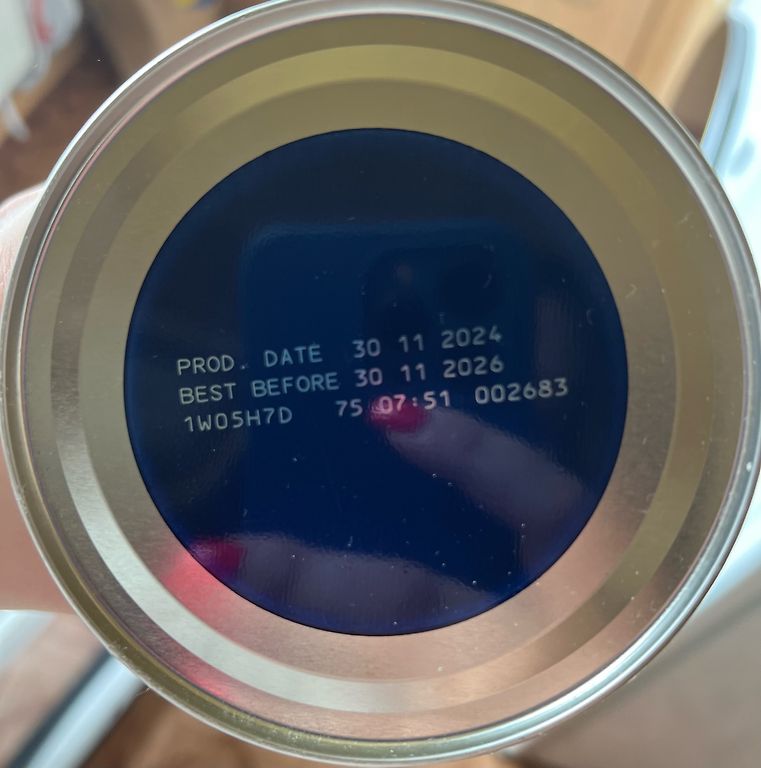 PROD. DATE 30 11 2024
BEST BEFORE 30 11 2026
1W05H7D 75 07:51 002683